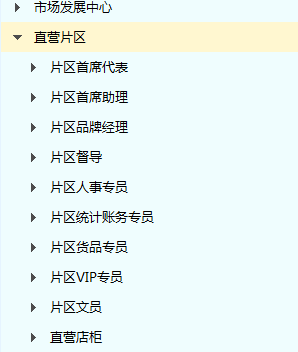 市场发展中心
直营片区
片区首席代表
片区首席助理
片区品牌经理
片区督导
片区人事专员
片区统计账务专员
片区货品专员
片区VIP专员
片区文员
直营店柜